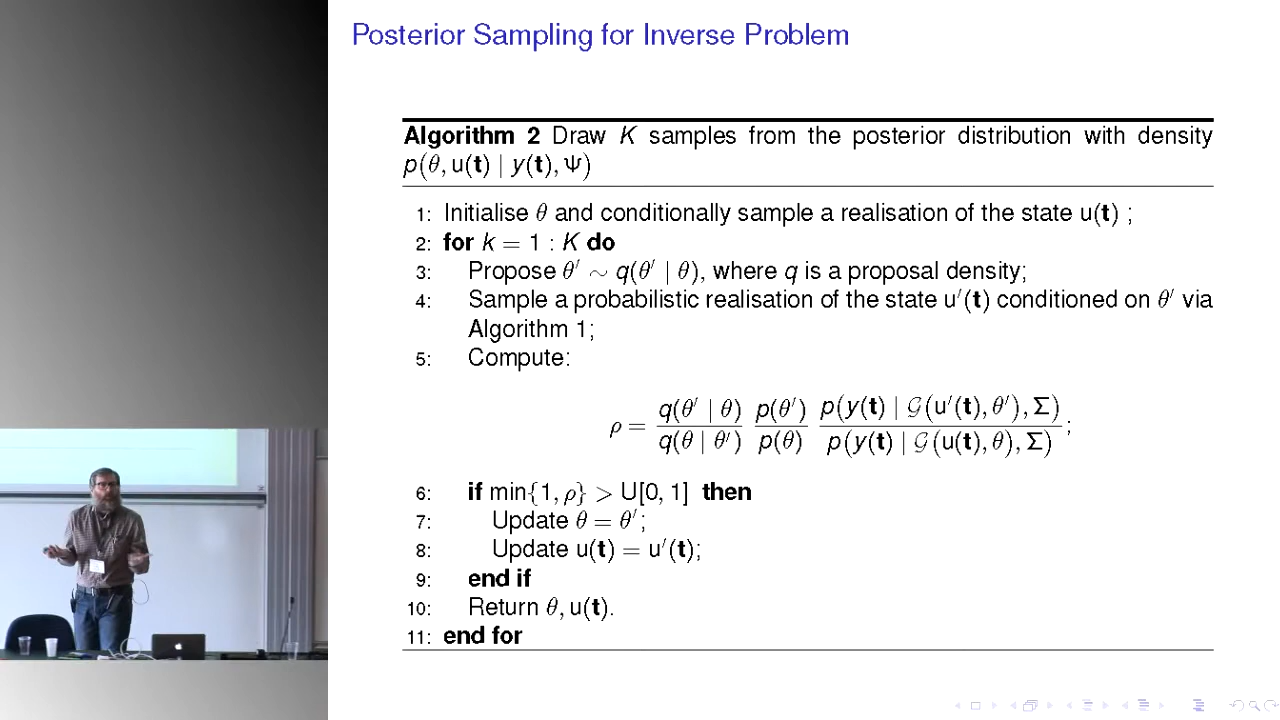 Posterior Sampling for Inverse Problem
Algorithm 2 Draw K samples from the posterior distribution with density
p(θ, u(t) | y(t), Ψ)
1: Initialise θ and conditionally sample a realisation of the state u(t) ;
2: for k = 1 : K do
3: Propose θ′ ∼ q(θ′ | θ), where q is a proposal density;
4: Sample a probabilistic realisation of the state u′(t) conditioned on θ′ via
Algorithm 1;
5: Compute:
ρ = q(θ′ | θ) / q(θ | θ′) p(θ′) / p(θ) p(y(t) | 𝒢(u′(t), θ′), Σ) / p(y(t) | 𝒢(u(t), θ), Σ) ;
6: if min{1, ρ} > U[0, 1] then
7: Update θ = θ′;
8: Update u(t) = u′(t);
9: end if
10: Return θ, u(t).
11: end for